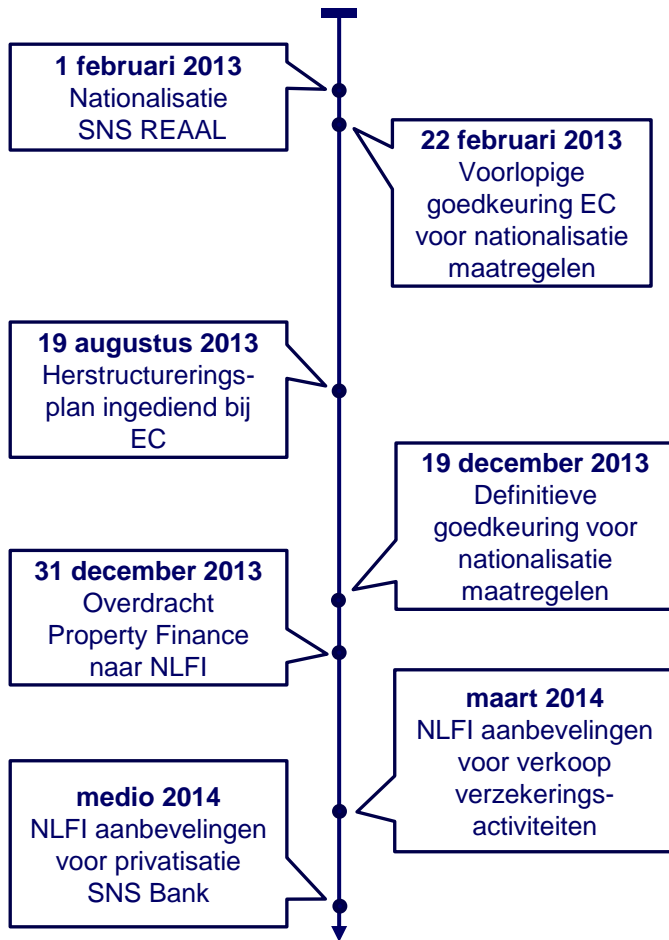 1 februari 2013
Nationalisatie
SNS REAAL
22 februari 2013
Voorlopige
goedkeuring EC
voor nationalisatie
maatregelen
19 augustus 2013
Herstructurerings-
plan ingediend bij
EC
19 december 2013
Definitieve
goedkeuring voor
nationalisatie
maatregelen
31 december 2013
Overdracht
Property Finance
naar NLFI
maart 2014
NLFI aanbevelingen
voor verkoop
verzekerings-
activiteiten
medio 2014
NLFI aanbevelingen
voor privatisatie
SNS Bank